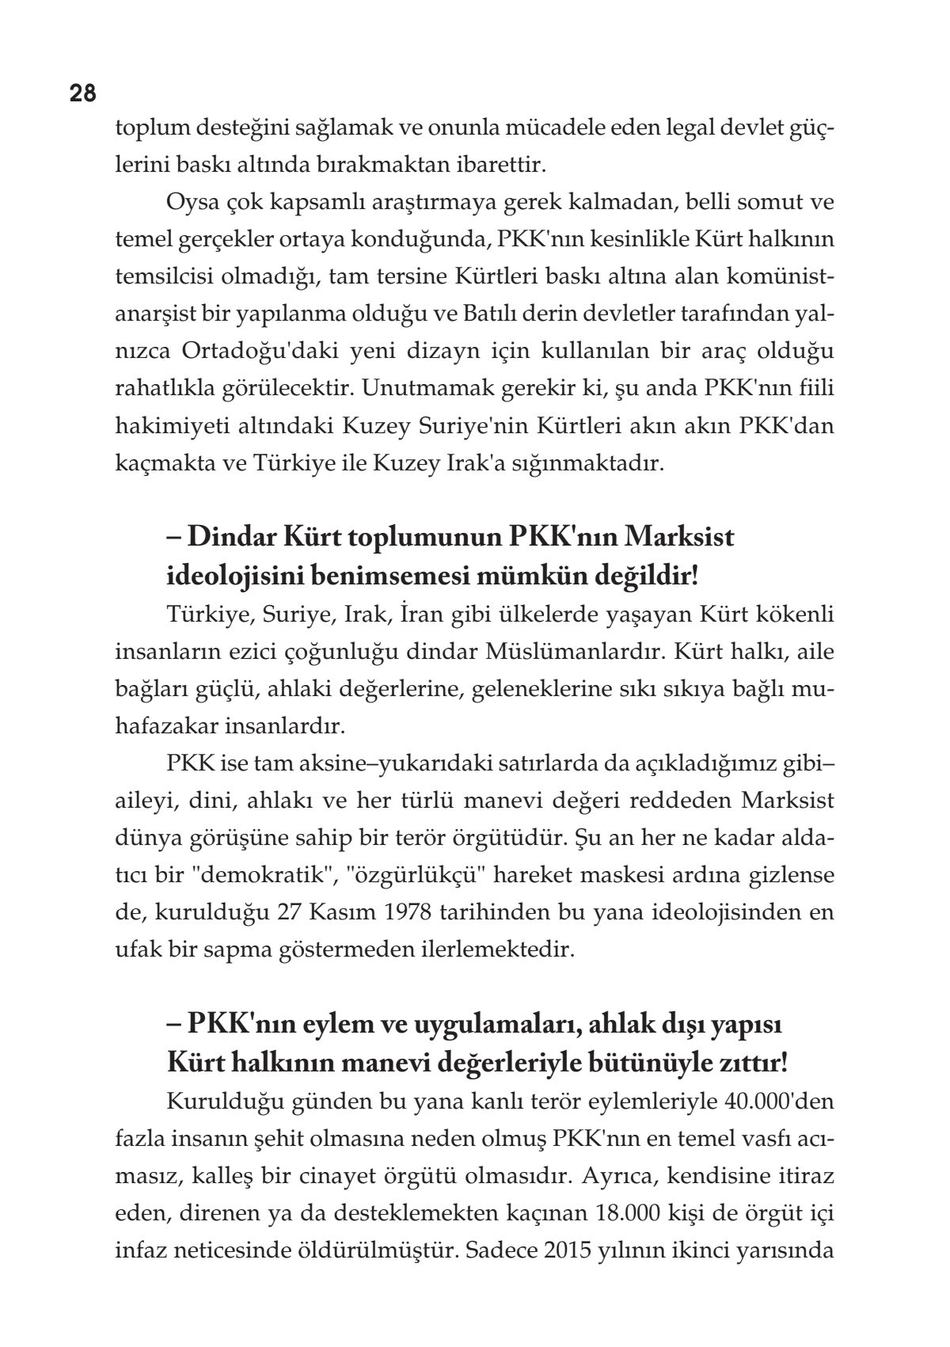 28
toplum desteğini sağlamak ve onunla mücadele eden legal devlet güç-
lerini baskı altında bırakmaktan ibarettir.
Oysa çok kapsamlı araştırmaya gerek kalmadan, belli somut ve
temel gerçekler ortaya konduğunda, PKK'nın kesinlikle Kürt halkının
temsilcisi olmadığı, tam tersine Kürtleri baskı altına alan komünist-
anarşist bir yapılanma olduğu ve Batılı derin devletler tarafından yal-
nızca Ortadoğu'daki yeni dizayn için kullanılan bir araç olduğu
rahatlıkla görülecektir. Unutmamak gerekir ki, şu anda PKK'nın fiili
hakimiyeti altındaki Kuzey Suriye'nin Kürtleri akın akın PKK'dan
kaçmakta ve Türkiye ile Kuzey Irak'a sığınmaktadır.
– Dindar Kürt toplumunun PKK'nın Marksist
ideolojisini benimsemesi mümkün değildir!
Türkiye, Suriye, Irak, İran gibi ülkelerde yaşayan Kürt kökenli
insanların ezici çoğunluğu dindar Müslümanlardır. Kürt halkı, aile
bağları güçlü, ahlaki değerlerine, geleneklerine sıkı sıkıya bağlı mu-
hafazakar insanlardır.
PKK ise tam aksine–yukarıdaki satırlarda da açıkladığımız gibi–
aileyi, dini, ahlakı ve her türlü manevi değeri reddeden Marksist
dünya görüşüne sahip bir terör örgütüdür. Şu an her ne kadar alda-
tıcı bir "demokratik", "özgürlükçü" hareket maskesi ardına gizlense
de, kurulduğu 27 Kasım 1978 tarihinden bu yana ideolojisinden en
ufak bir sapma göstermeden ilerlemektedir.
– PKK'nın eylem ve uygulamaları, ahlak dışı yapısı
Kürt halkının manevi değerleriyle bütünüyle zıttır!
Kurulduğu günden bu yana kanlı terör eylemleriyle 40.000'den
fazla insanın şehit olmasına neden olmuş PKK'nın en temel vasfı acı-
masız, kalleş bir cinayet örgütü olmasıdır. Ayrıca, kendisine itiraz
eden, direnen ya da desteklemekten kaçınan 18.000 kişi de örgüt içi
infaz neticesinde öldürülmüştür. Sadece 2015 yılının ikinci yarısında